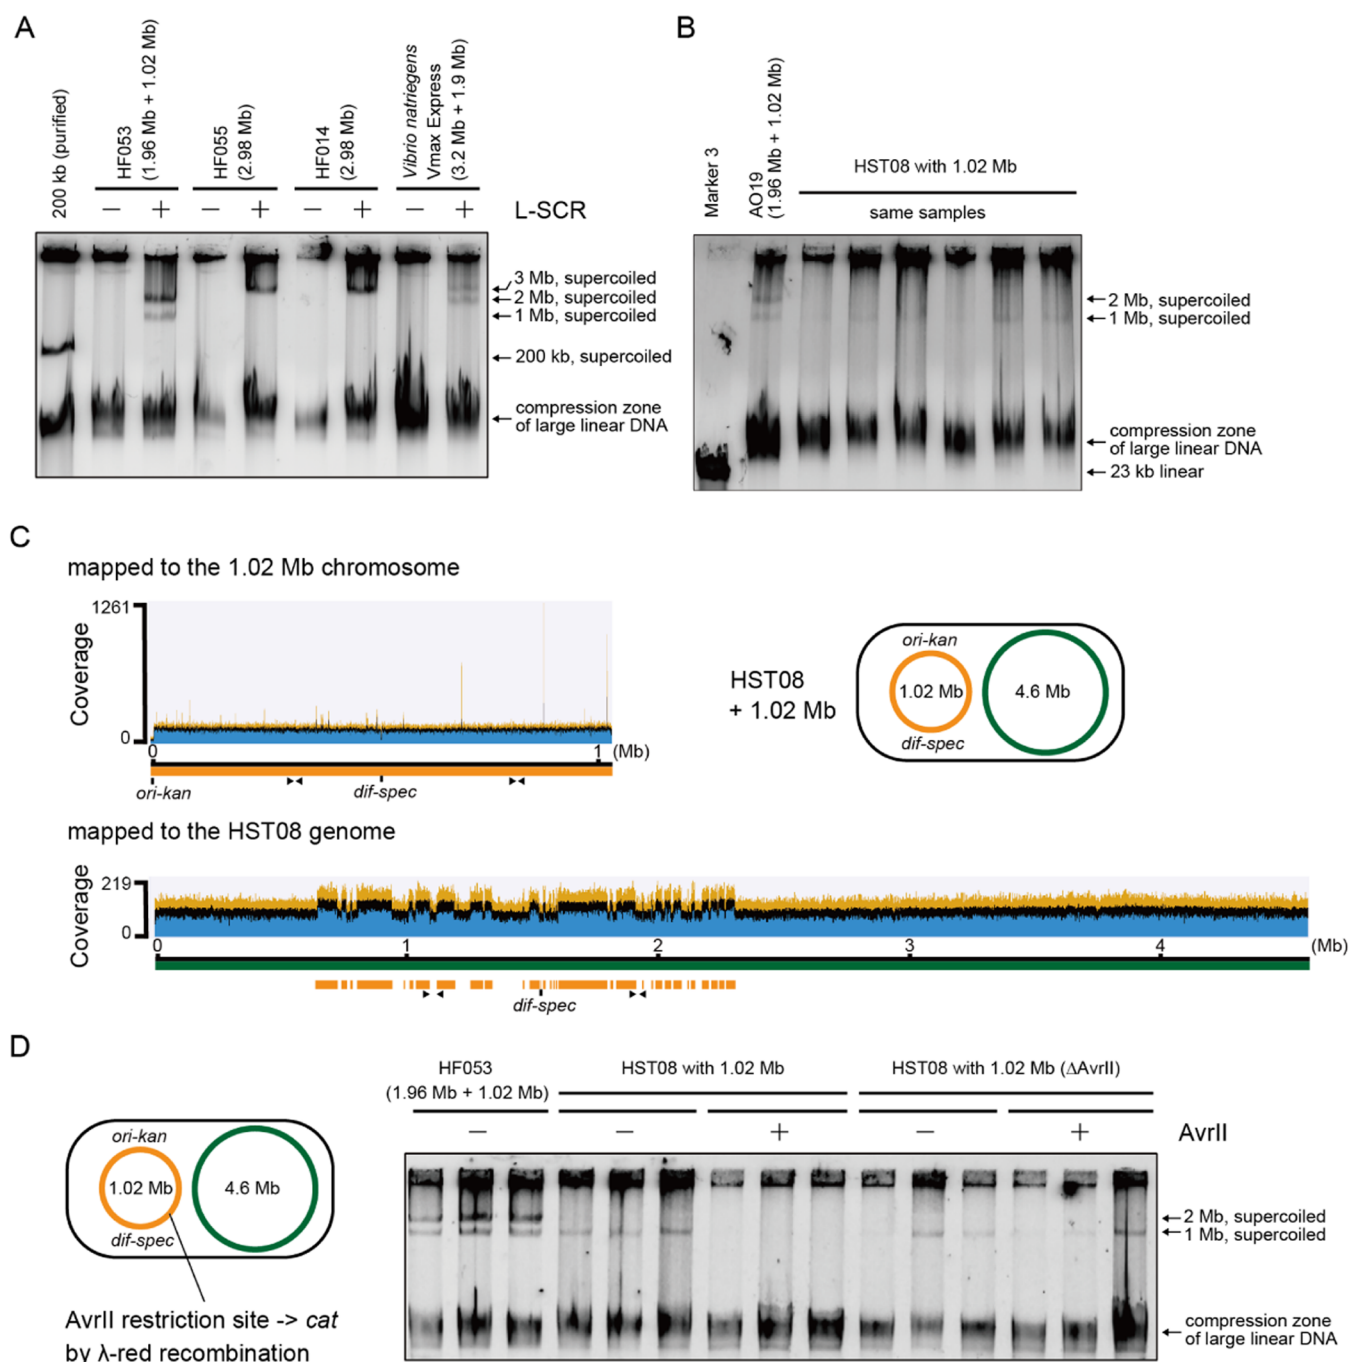 A
200 kb (purified)
HF053
(1.96 Mb + 1.02 Mb)
HF055
(2.98 Mb)
HF014
(2.98 Mb)
Vibrio natriegens
Vmax Express
(3.2 Mb + 1.9 Mb)
− + − + − + − + L-SCR
3 Mb, supercoiled
2 Mb, supercoiled
1 Mb, supercoiled
200 kb, supercoiled
compression zone
of large linear DNA
B
Marker 3
AO19
(1.96 Mb + 1.02 Mb)
HST08 with 1.02 Mb
same samples
2 Mb, supercoiled
1 Mb, supercoiled
compression zone
of large linear DNA
23 kb linear
C
mapped to the 1.02 Mb chromosome
1261
Coverage
0
0 1 (Mb)
ori-kan dif-spec
HST08
+ 1.02 Mb
ori-kan
1.02 Mb 4.6 Mb
dif-spec
mapped to the HST08 genome
219
Coverage
0
0 1 2 3 4 (Mb)
dif-spec
D
ori-kan
1.02 Mb 4.6 Mb
dif-spec
AvrII restriction site -> cat
by λ-red recombination
HF053
(1.96 Mb + 1.02 Mb)
HST08 with 1.02 Mb
HST08 with 1.02 Mb (ΔAvrII)
− − + − + AvrII
2 Mb, supercoiled
1 Mb, supercoiled
compression zone
of large linear DNA